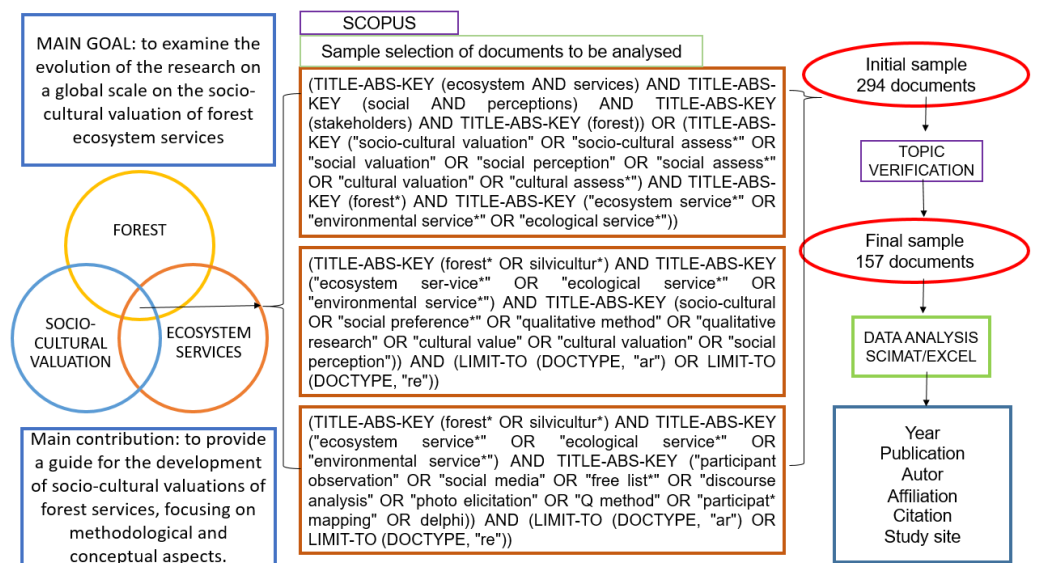 MAIN GOAL: to examine the
evolution of the research on
a global scale on the socio-
cultural valuation of forest
ecosystem services
FOREST
SOCIO-
CULTURAL
VALUATION
ECOSYSTEM
SERVICES
Main contribution: to provide
a guide for the development
of socio-cultural valuations of
forest services, focusing on
methodological and
conceptual aspects.
SCOPUS
Sample selection of documents to be analysed
(TITLE-ABS-KEY (ecosystem AND services) AND TITLE-ABS-
KEY (social AND perceptions) AND TITLE-ABS-KEY
(stakeholders) AND TITLE-ABS-KEY (forest)) OR (TITLE-ABS-
KEY ("socio-cultural valuation" OR "socio-cultural assess*" OR
"social valuation" OR "social perception" OR "social assess*"
OR "cultural valuation" OR "cultural assess*") AND TITLE-ABS-
KEY (forest*) AND TITLE-ABS-KEY ("ecosystem service*" OR
"environmental service*" OR "ecological service*"))
(TITLE-ABS-KEY (forest* OR silvicultur*) AND TITLE-ABS-KEY
("ecosystem ser-vice*" OR "ecological service*" OR
"environmental service*") AND TITLE-ABS-KEY (socio-cultural
OR "social preference*" OR "qualitative method" OR "qualitative
research" OR "cultural value" OR "cultural valuation" OR "social
perception")) AND (LIMIT-TO (DOCTYPE, "ar") OR LIMIT-TO
(DOCTYPE, "re"))
(TITLE-ABS-KEY (forest* OR silvicultur*) AND TITLE-ABS-KEY
("ecosystem service*" OR "ecological service*" OR
"environmental service*") AND TITLE-ABS-KEY ("participant
observation" OR "social media" OR "free list*" OR "discourse
analysis" OR "photo elicitation" OR "Q method" OR "participat*
mapping" OR delphi)) AND (LIMIT-TO (DOCTYPE, "ar") OR
LIMIT-TO (DOCTYPE, "re"))
Initial sample
294 documents
TOPIC
VERIFICATION
Final sample
157 documents
DATA ANALYSIS
SCIMAT/EXCEL
Year
Publication
Autor
Affiliation
Citation
Study site